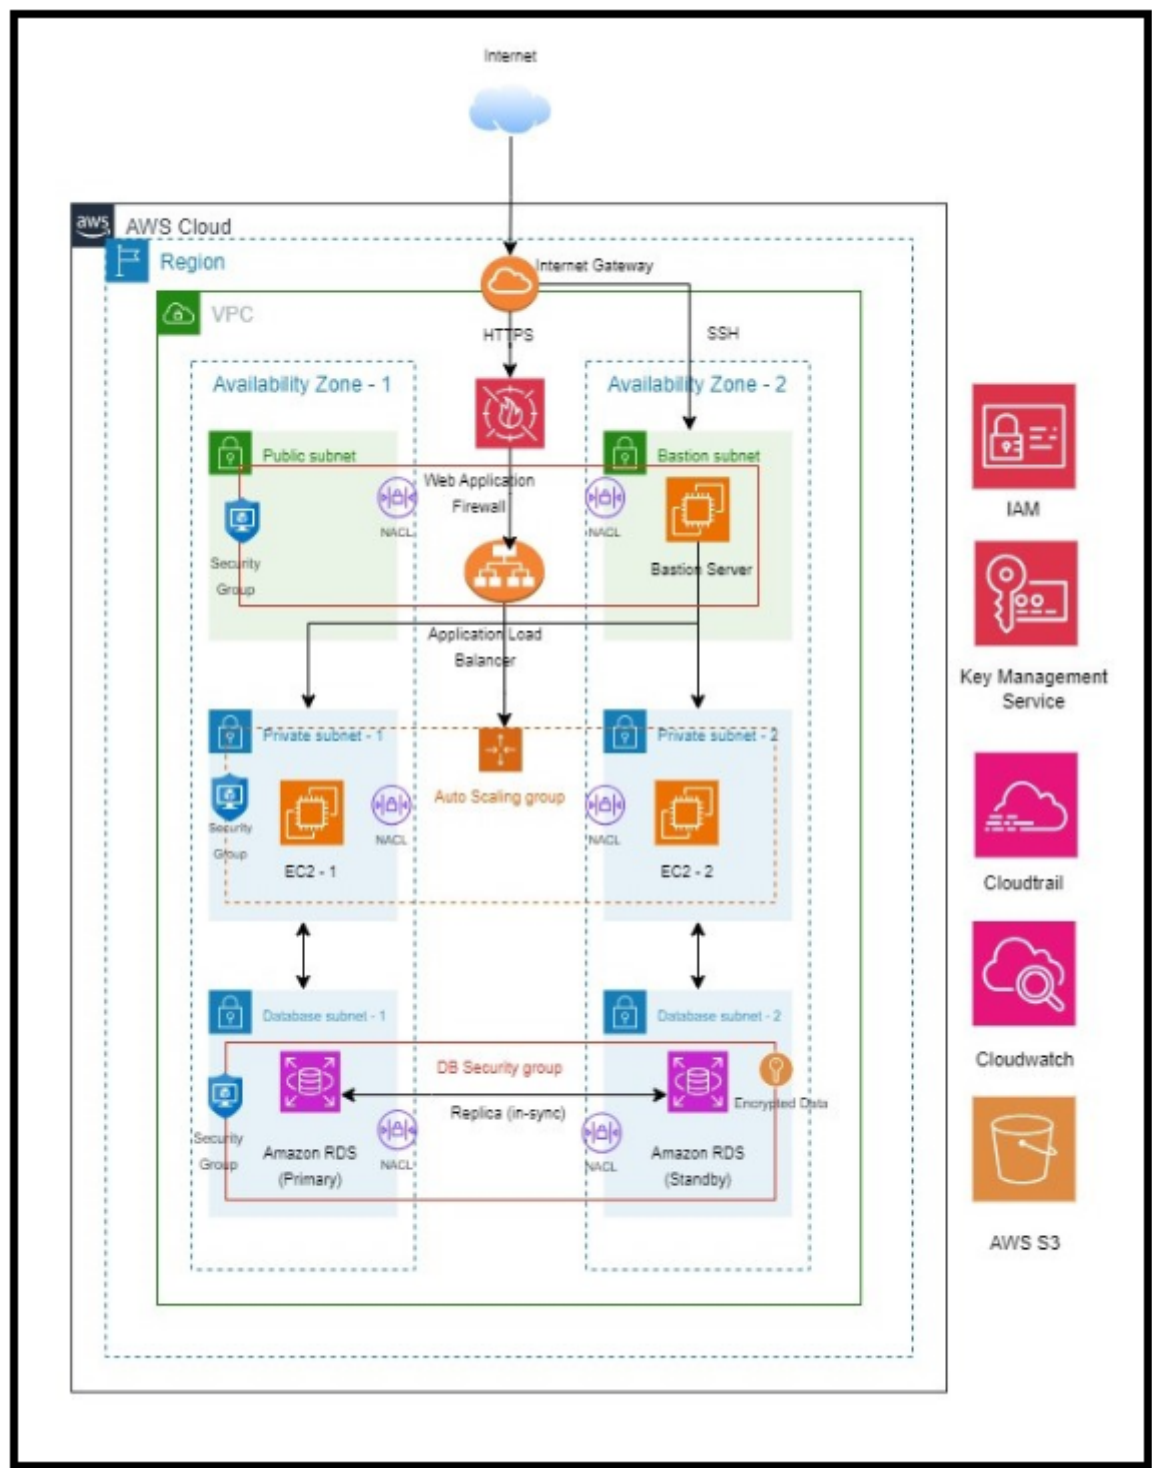 Internet
aws
AWS Cloud
Region
Internet Gateway
VPC
HTTPS
SSH
Availability Zone - 1
Availability Zone - 2
Public subnet
Bastion subnet
Web Application
Firewall
NACL
NACL
Security
Group
Bastion Server
Application Load
Balancer
Private subnet - 1
Private subnet - 2
Auto Scaling group
Security
Group
NACL
NACL
EC2 - 1
EC2 - 2
Database subnet - 1
Database subnet - 2
DB Security group
Replica (in-sync)
Encrypted Data
Security
Group
Amazon RDS
(Primary)
NACL
NACL
Amazon RDS
(Standby)
IAM
Key Management
Service
Cloudtrail
Cloudwatch
AWS S3